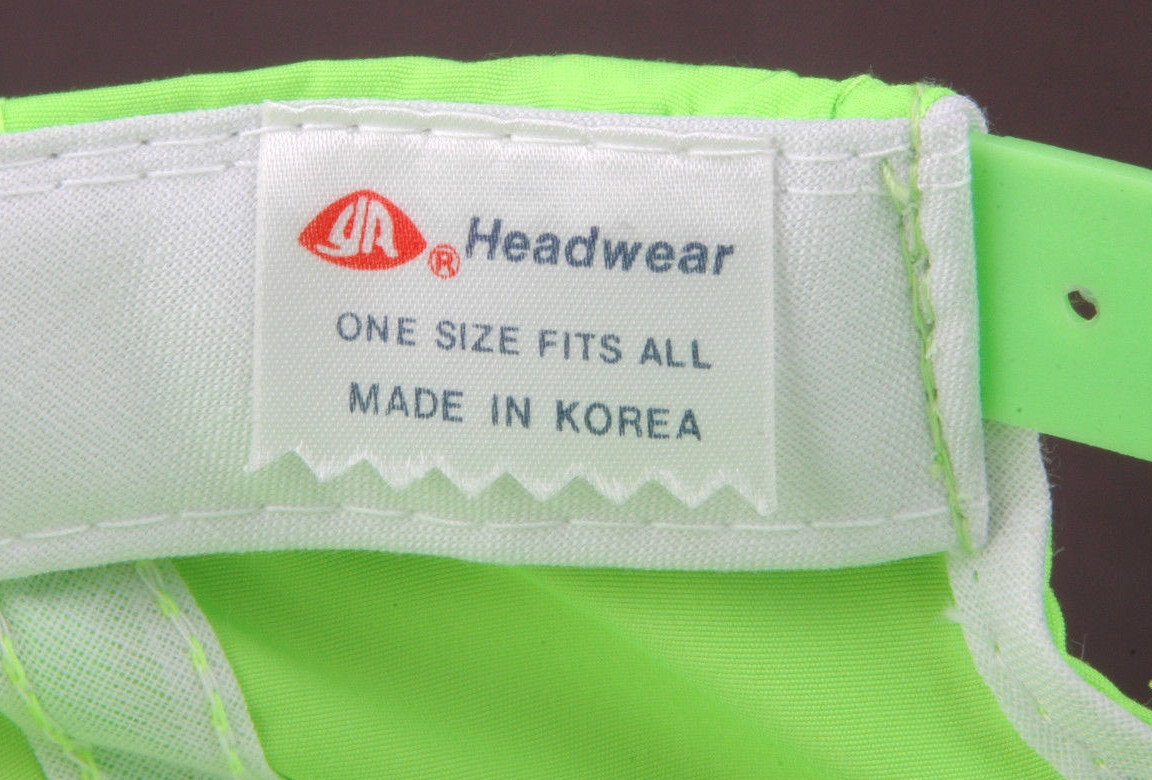 YA ® Headwear
ONE SIZE FITS ALL
MADE IN KOREA